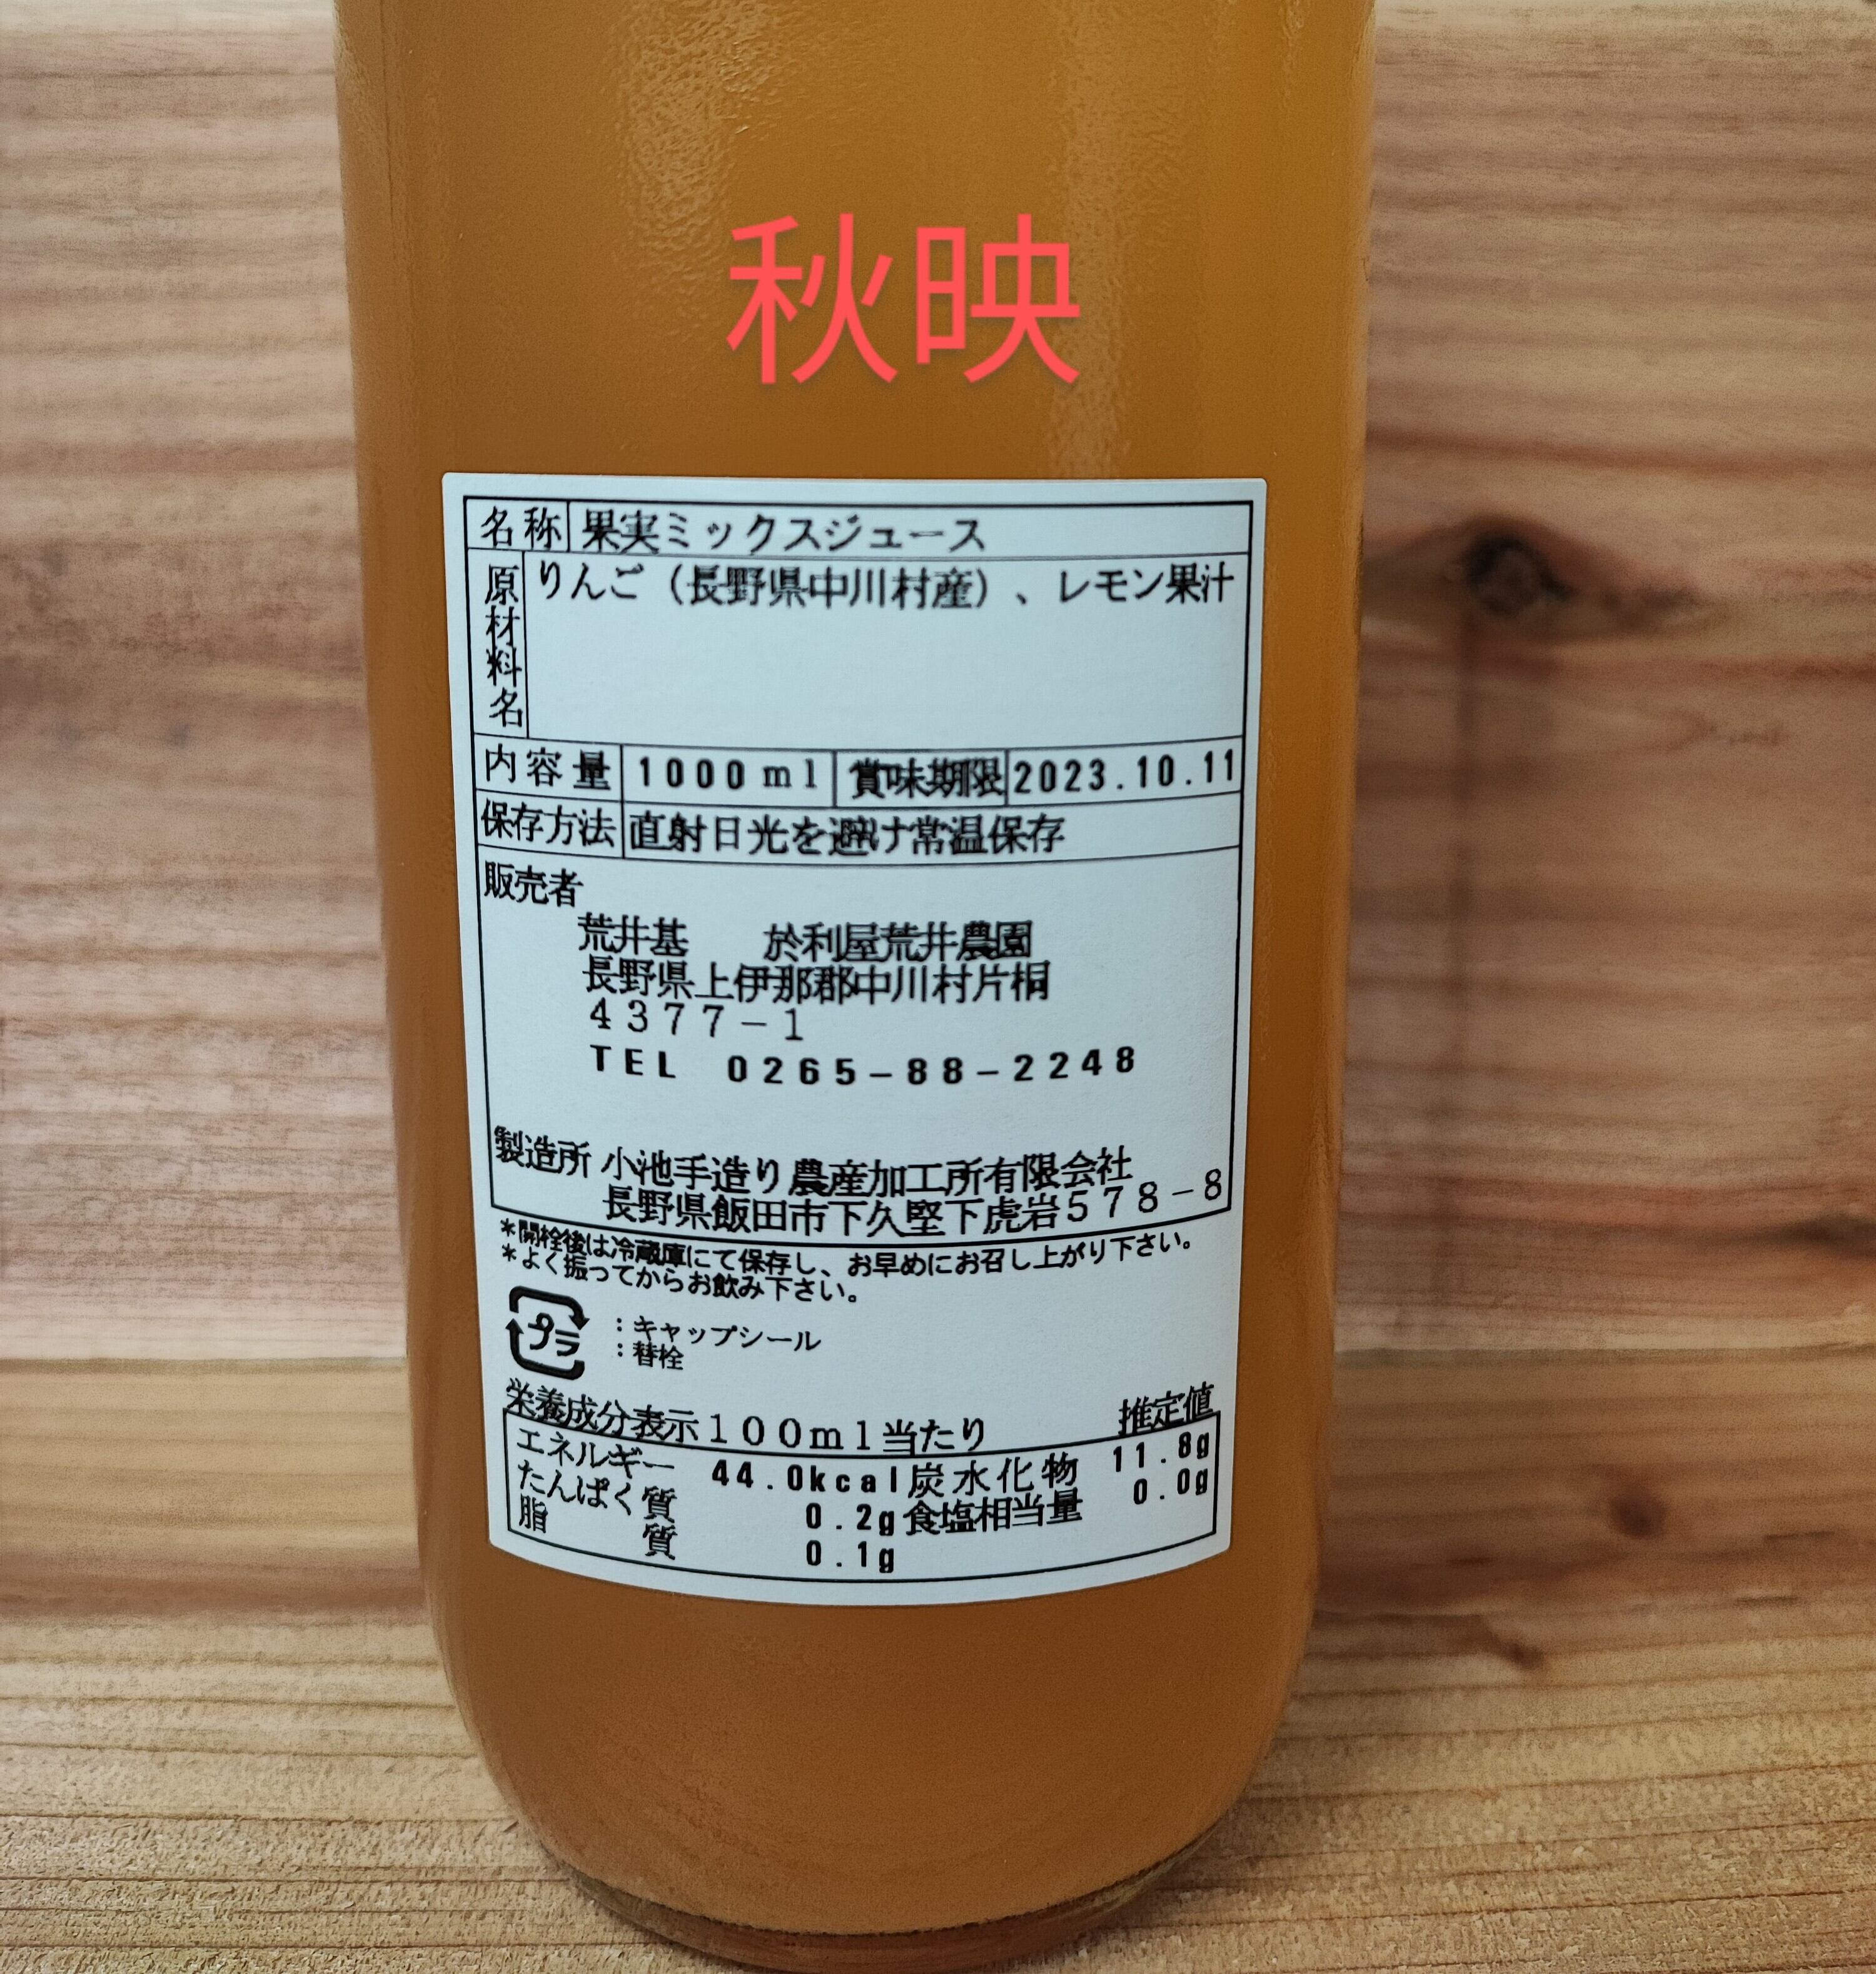 秋映
名称 果実ミックスジュース
原材料名 りんご（長野県中川村産）、レモン果汁
内容量 1000ml 賞味期限 2023.10.11
保存方法 直射日光を避け常温保存
販売者
荒井基 於利屋荒井農園
長野県上伊那郡中川村片桐
4377-1
TEL 0265-88-2248
製造所 小池手造り農産加工所有限会社
長野県飯田市下久堅下虎岩578-8
*開栓後は冷蔵庫にて保存し、お早めにお召し上がり下さい。
*よく振ってからお飲み下さい。
プラ ：キャップシール
：替栓
栄養成分表示100ml当たり 推定値
エネルギー 44.0kcal 炭水化物 11.8g
たんぱく質 0.2g 食塩相当量 0.0g
脂質 0.1g